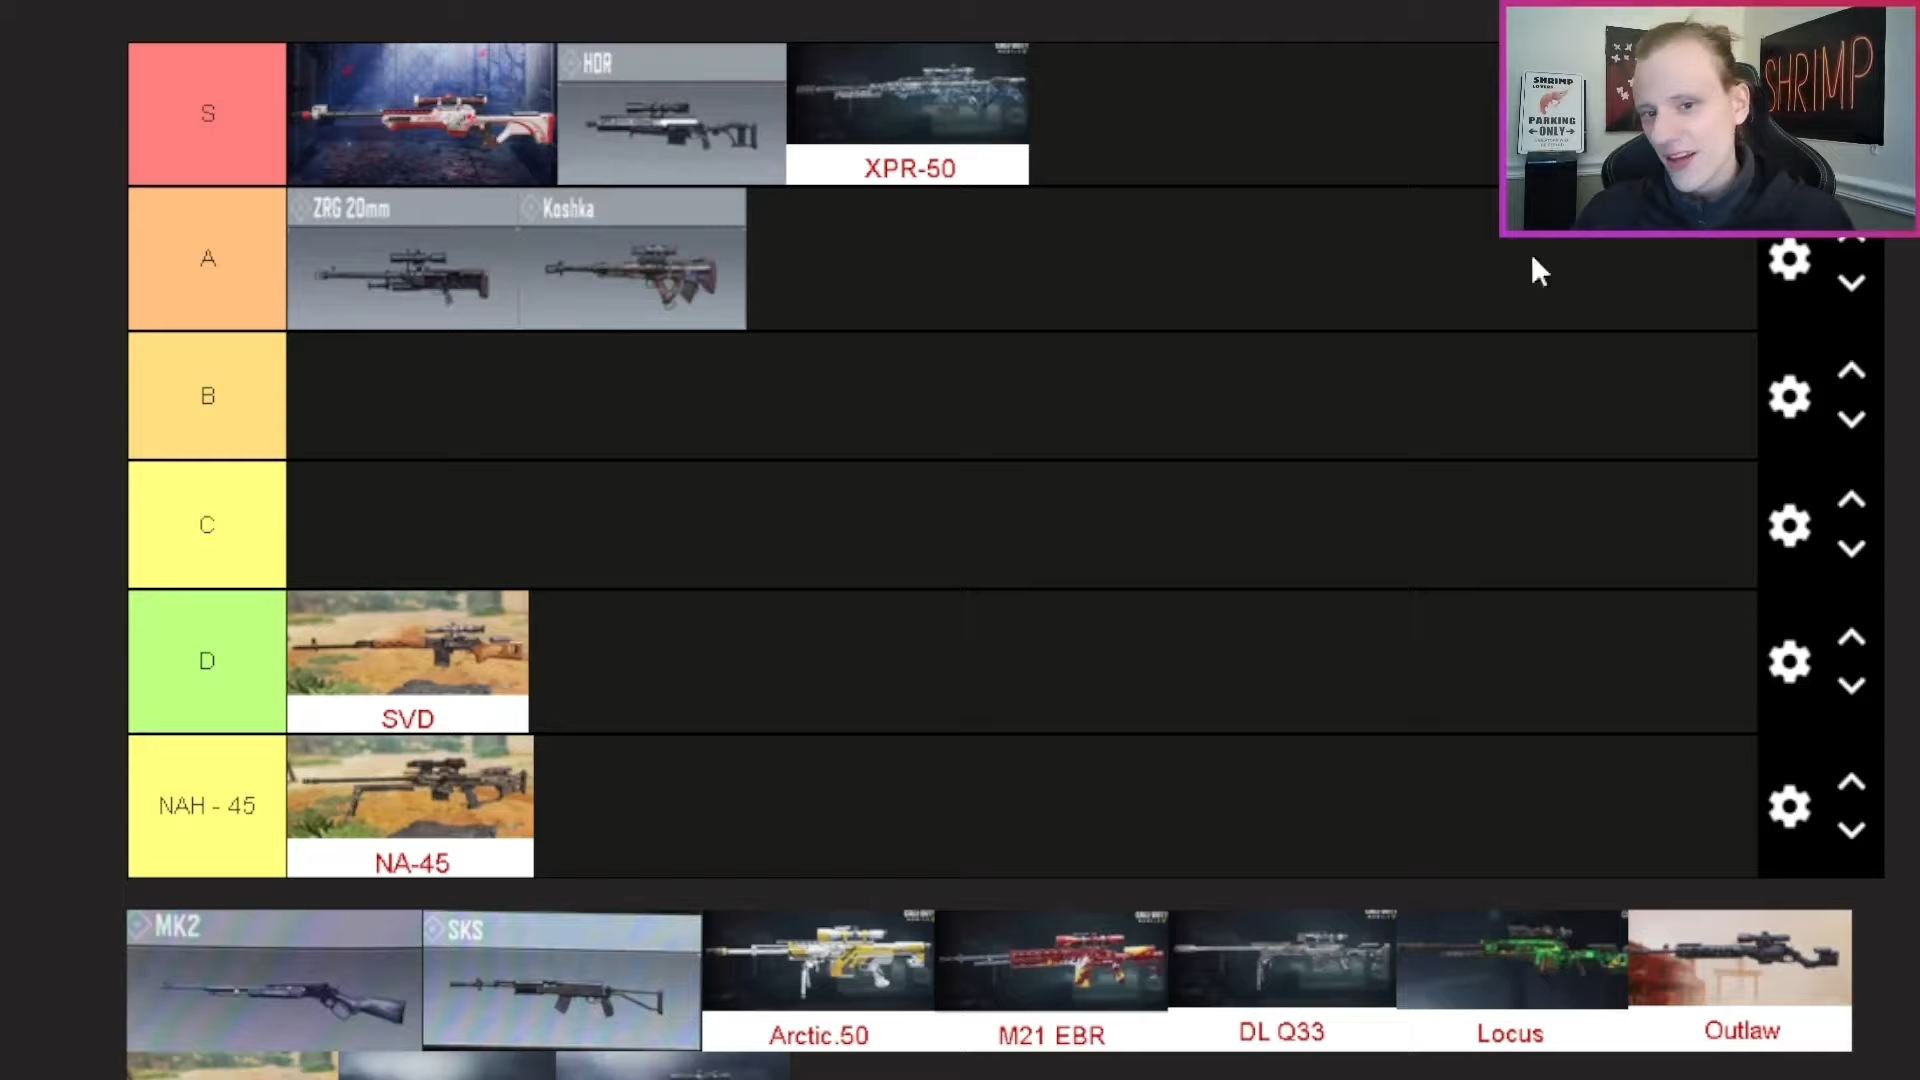 S
HDR
XPR-50
SHRIMP
LOVERS
PARKING
←ONLY→
SHRIMP
A
ZRG 20mm
Koshka
B
C
D
SVD
NAH - 45
NA-45
MK2
SKS
Arctic.50
M21 EBR
DL Q33
Locus
Outlaw